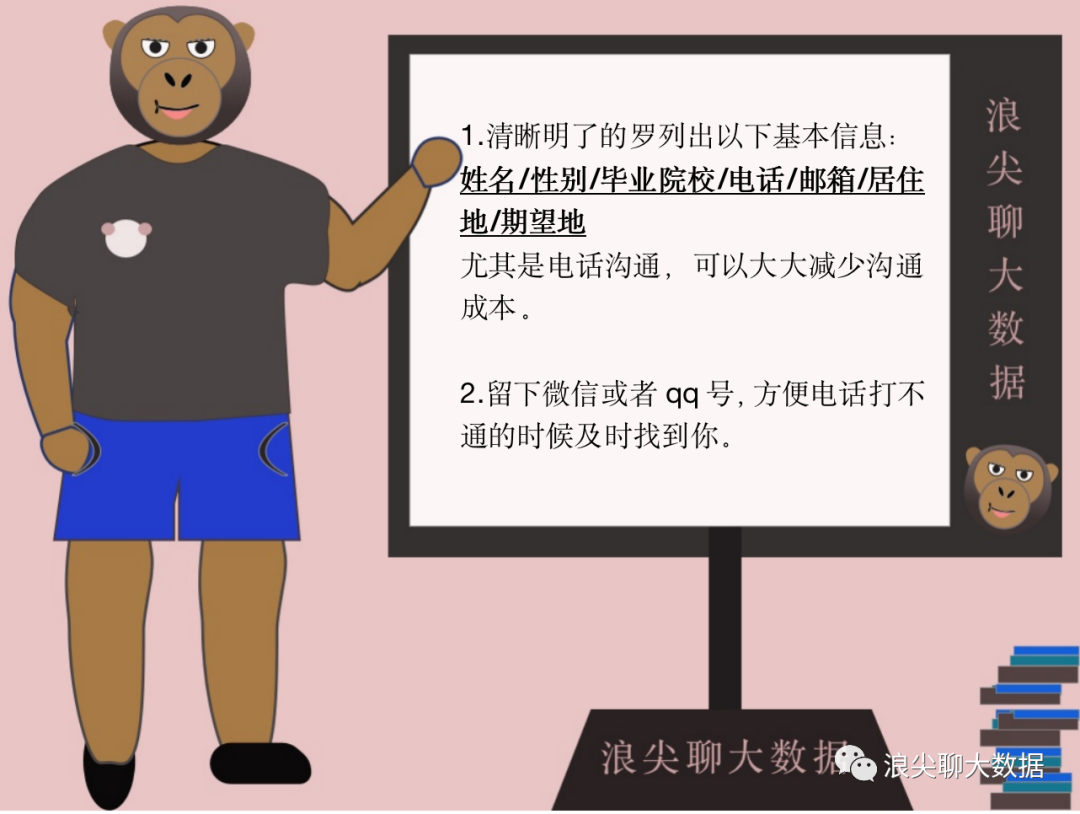 1.清晰明了的罗列出以下基本信息:
姓名/性别/毕业院校/电话/邮箱/居住
地/期望地
尤其是电话沟通，可以大大减少沟通
成本。
2.留下微信或者 qq 号, 方便电话打不
通的时候及时找到你。
浪尖聊大数据
浪尖聊大数据
浪尖聊大数据